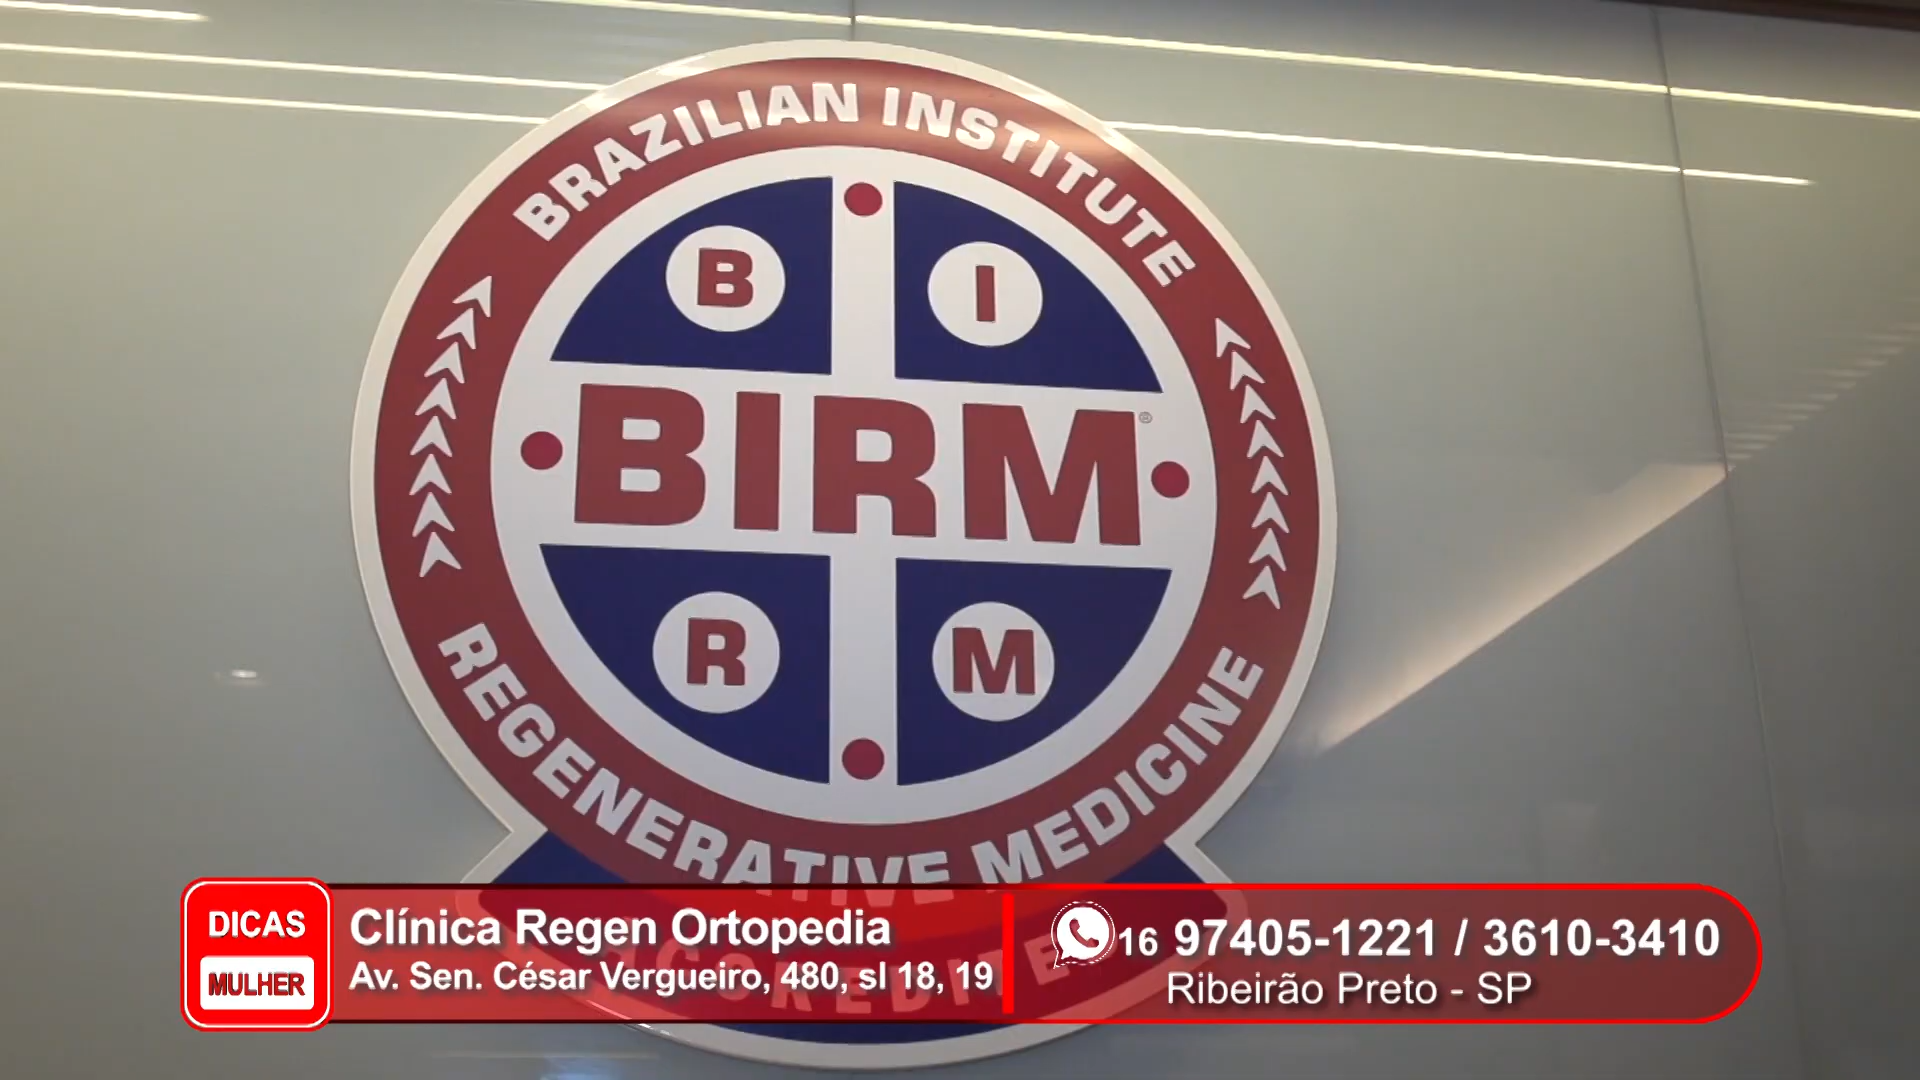 BRAZILIAN INSTITUTE
B I
BIRM®
R M
REGENERATIVE MEDICINE
DICAS
MULHER
Clínica Regen Ortopedia
Av. Sen. César Vergueiro, 480, sl 18, 19
16 97405-1221 / 3610-3410
Ribeirão Preto - SP